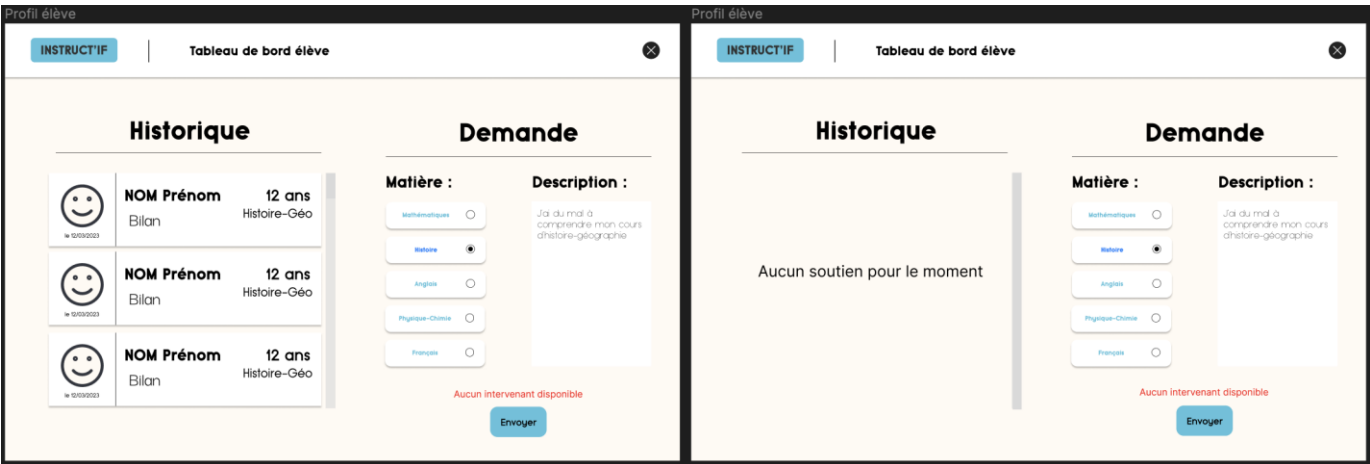 Profil élève
INSTRUCT'IF
Tableau de bord élève
Historique
NOM Prénom
12 ans
Bilan
Histoire-Géo
le 12/03/2023
NOM Prénom
12 ans
Bilan
Histoire-Géo
le 12/03/2023
NOM Prénom
12 ans
Bilan
Histoire-Géo
le 12/03/2023
Demande
Matière :
Mathématiques
Histoire
Anglais
Physique-Chimie
Français
Description :
J'ai du mal à
comprendre mon cours
d'histoire-géographie
Aucun intervenant disponible
Envoyer
Profil élève
INSTRUCT'IF
Tableau de bord élève
Historique
Aucun soutien pour le moment
Demande
Matière :
Mathématiques
Histoire
Anglais
Physique-Chimie
Français
Description :
J'ai du mal à
comprendre mon cours
d'histoire-géographie
Aucun intervenant disponible
Envoyer